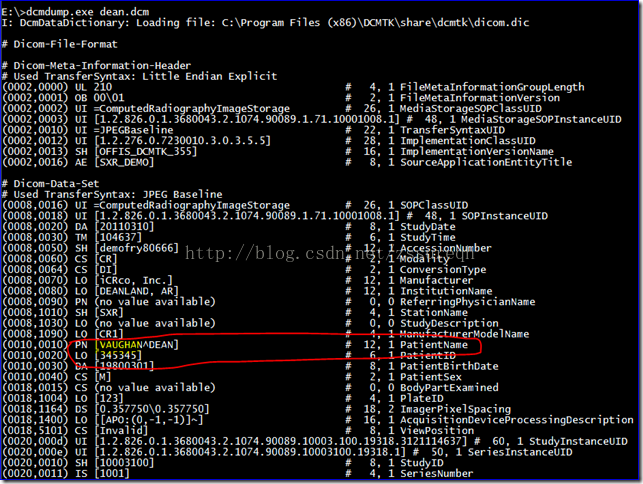 E:\>dcmdump.exe dean.dcm
I: DcmDataDictionary: Loading file: C:\Program Files (x86)\DCMTK\share\dcmtk\dicom.dic
# Dicom-File-Format
# Dicom-Meta-Information-Header
# Used TransferSyntax: Little Endian Explicit
(0002,0000) UL 210 # 4, 1 FileMetaInformationGroupLength
(0002,0001) OB 00\01 # 2, 1 FileMetaInformationVersion
(0002,0002) UI =ComputedRadiographyImageStorage # 26, 1 MediaStorageSOPClassUID
(0002,0003) UI [1.2.826.0.1.3680043.2.1074.90089.1.71.10001008.1] # 48, 1 MediaStorageSOPInstanceUID
(0002,0010) UI =JPEGBaseline # 22, 1 TransferSyntaxUID
(0002,0012) UI [1.2.276.0.7230010.3.0.3.5.5] # 28, 1 ImplementationClassUID
(0002,0013) SH [OFFIS_DCMTK_355] # 16, 1 ImplementationVersionName
(0002,0016) AE [SXR_DEMO] # 8, 1 SourceApplicationEntityTitle
# Dicom-Data-Set
# Used TransferSyntax: JPEG Baseline
(0008,0016) UI =ComputedRadiographyImageStorage # 26, 1 SOPClassUID
(0008,0018) UI [1.2.826.0.1.3680043.2.1074.90089.1.71.10001008.1] # 48, 1 SOPInstanceUID
(0008,0020) DA [20110310] # 8, 1 StudyDate
(0008,0030) TM [104637] # 6, 1 StudyTime
(0008,0050) SH [demofry80666] # 12, 1 AccessionNumber
(0008,0060) CS [CR] # 2, 1 Modality
(0008,0064) CS [DI] # 2, 1 ConversionType
(0008,0070) LO [iCRco, Inc.] # 12, 1 Manufacturer
(0008,0080) LO [DEANLAND, AR] # 12, 1 InstitutionName
(0008,0090) PN (no value available) # 0, 0 ReferringPhysicianName
(0008,1010) SH [SXR] # 4, 1 StationName
(0008,1030) LO (no value available) # 0, 0 StudyDescription
(0008,1090) LO [CR1] # 4, 1 ManufacturerModelName
(0010,0010) PN [VAUGHAN^DEAN] # 12, 1 PatientName
(0010,0020) LO [345345] # 6, 1 PatientID
(0010,0030) DA [19800301] # 8, 1 PatientBirthDate
(0010,0040) CS [M] # 2, 1 PatientSex
(0018,0015) CS (no value available) # 0, 0 BodyPartExamined
(0018,1004) LO [123] # 4, 1 PlateID
(0018,1164) DS [0.357750\0.357750] # 18, 2 ImagerPixelSpacing
(0018,1400) LO [[APO:(0,-1,-1)]~] # 16, 1 AcquisitionDeviceProcessingDescription
(0018,5101) CS [Invalid] # 8, 1 ViewPosition
(0020,000d) UI [1.2.826.0.1.3680043.2.1074.90089.10003.100.19318.3121114637] # 60, 1 StudyInstanceUID
(0020,000e) UI [1.2.826.0.1.3680043.2.1074.90089.10003100.19318.1] # 50, 1 SeriesInstanceUID
(0020,0010) SH [10003100] # 8, 1 StudyID
(0020,0011) IS [1001] # 4, 1 SeriesNumber